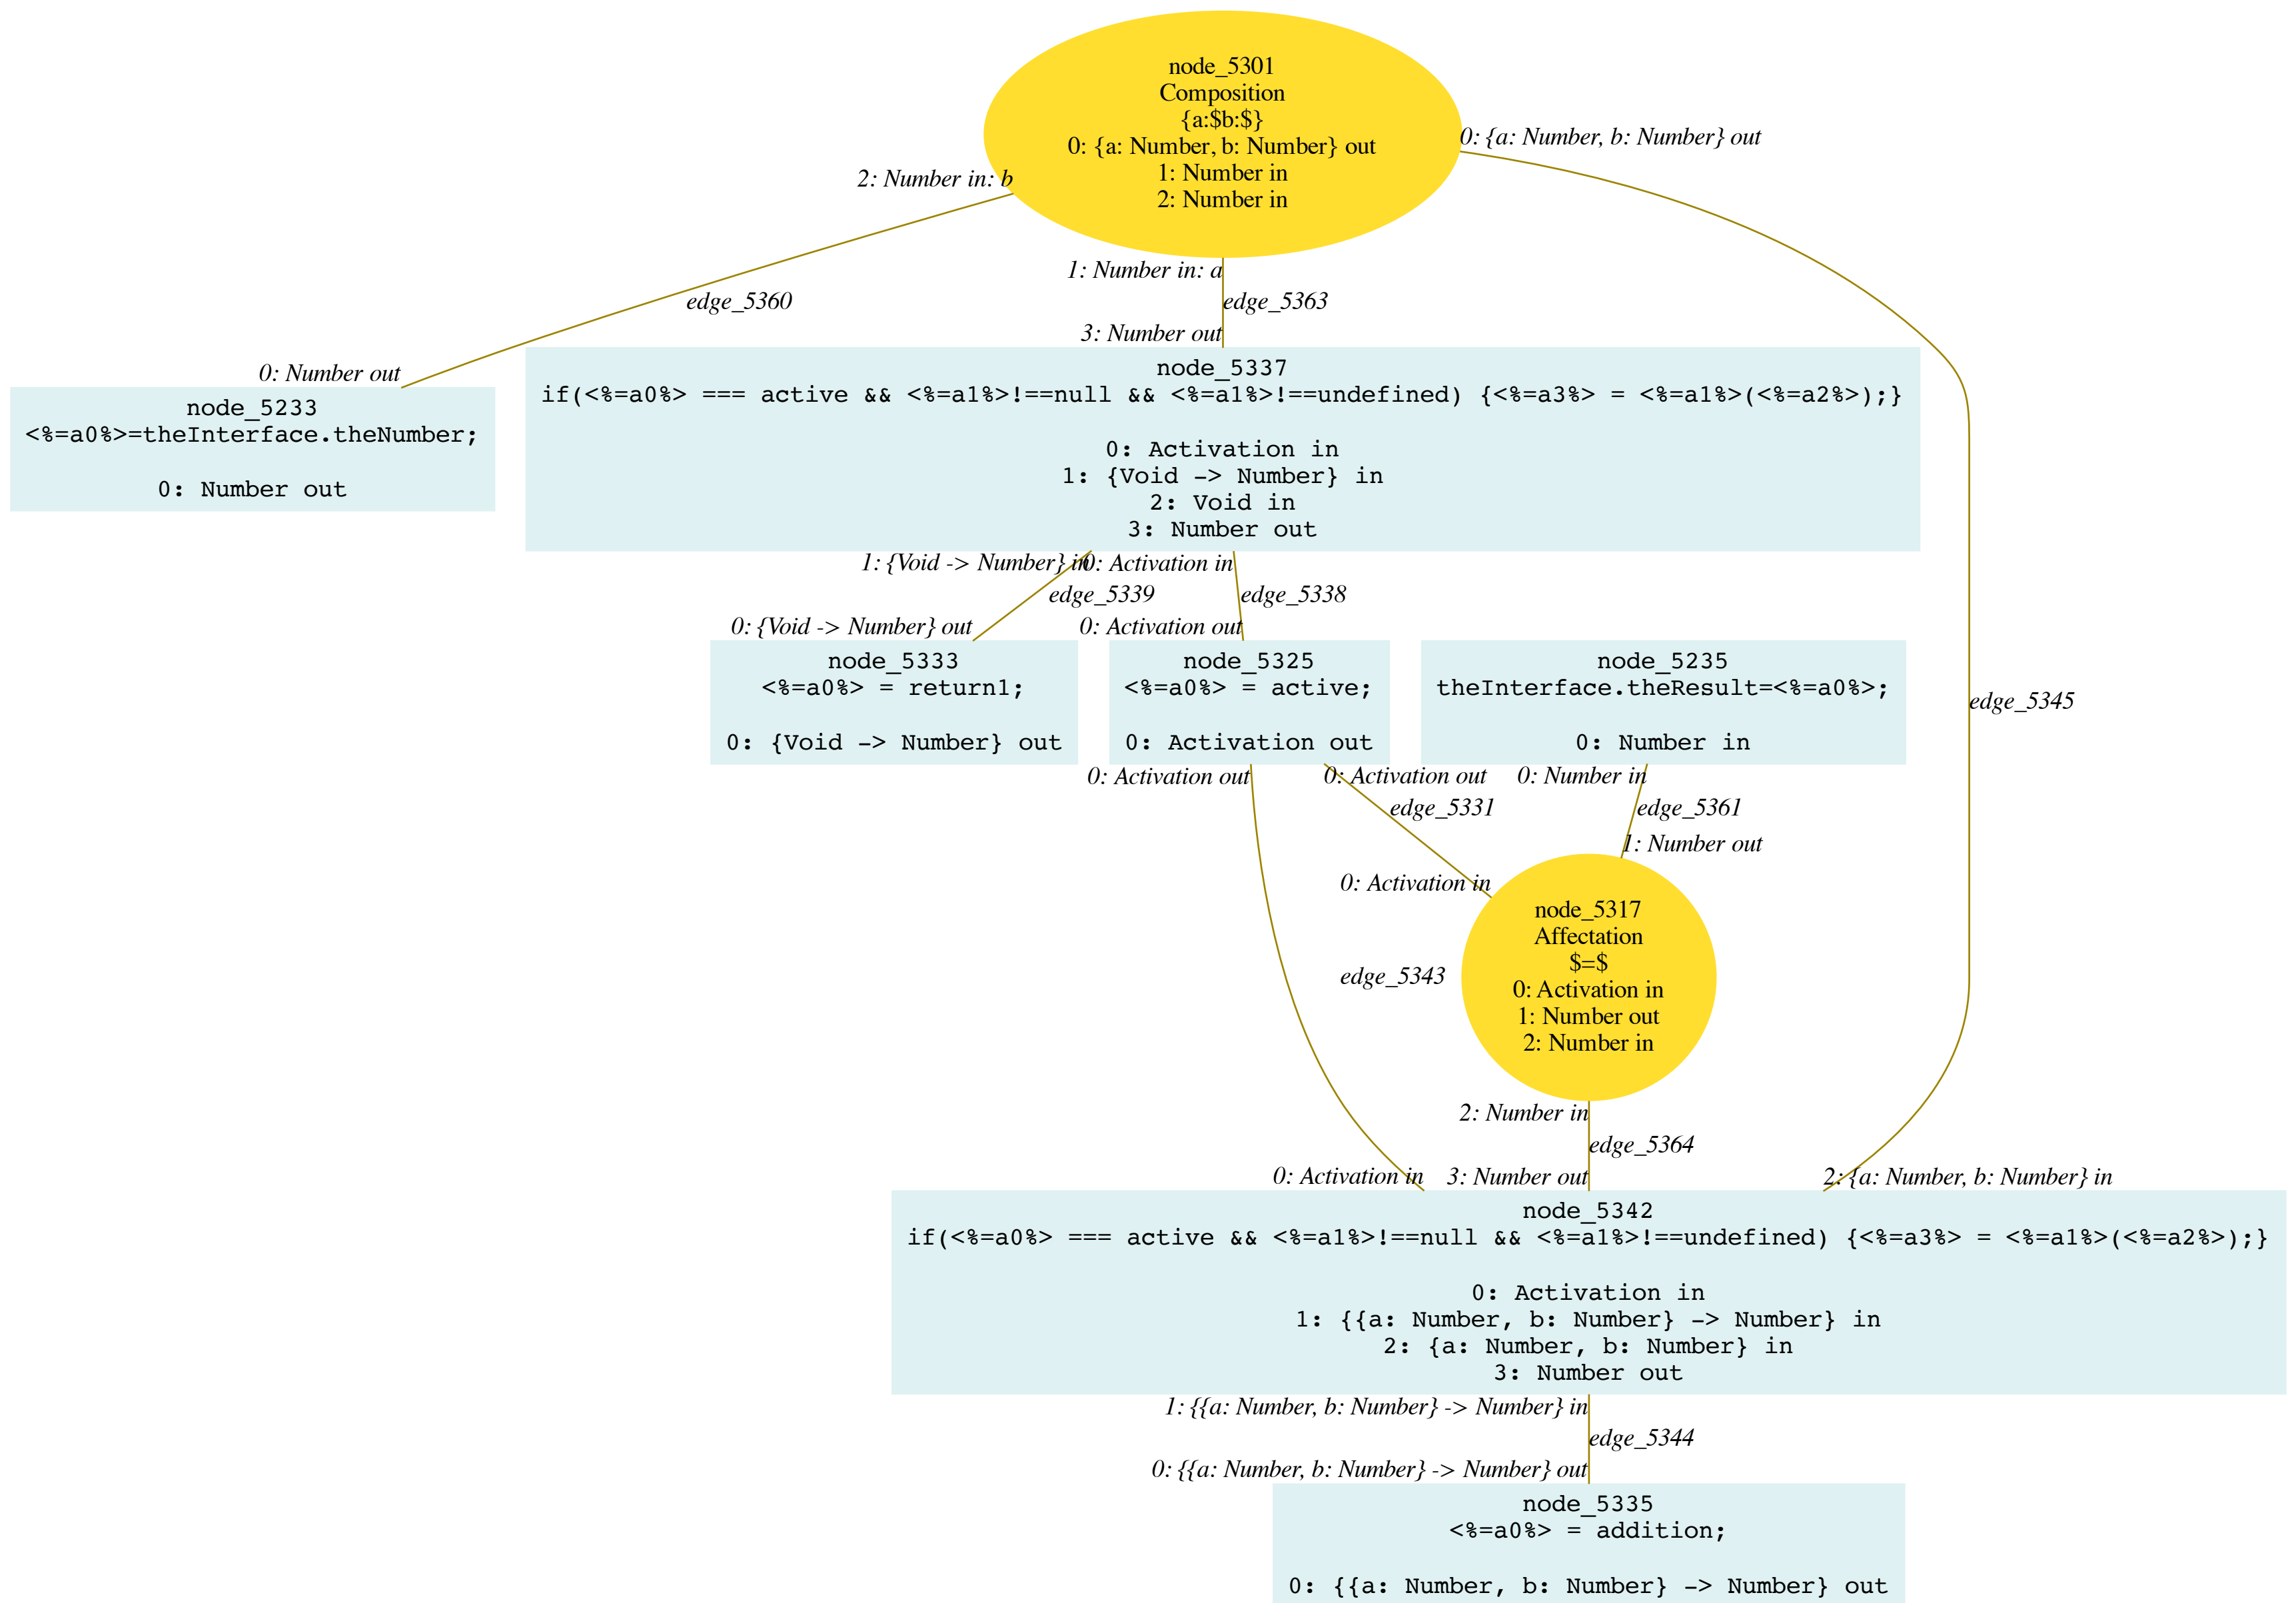 node_5301
Composition
{a:$b:$}
0: {a: Number, b: Number} out
1: Number in
2: Number in
0: {a: Number, b: Number} out
2: Number in: b
1: Number in: a
edge_5360
edge_5363
0: Number out
3: Number out
node_5233
<%=a0%>=theInterface.theNumber;
0: Number out
node_5337
if(<%=a0%> === active && <%=a1%>!==null && <%=a1%>!==undefined) {<%=a3%> = <%=a1%>(<%=a2%>);}
0: Activation in
1: {Void -> Number} in
2: Void in
3: Number out
1: {Void -> Number} in
0: Activation in
edge_5339
edge_5338
0: {Void -> Number} out
0: Activation out
node_5333
<%=a0%> = return1;
0: {Void -> Number} out
node_5325
<%=a0%> = active;
0: Activation out
node_5235
theInterface.theResult=<%=a0%>;
0: Number in
edge_5345
0: Activation out
0: Activation out
0: Number in
edge_5331
edge_5361
1: Number out
0: Activation in
node_5317
Affectation
$=$
0: Activation in
1: Number out
2: Number in
edge_5343
2: Number in
edge_5364
0: Activation in
3: Number out
2: {a: Number, b: Number} in
node_5342
if(<%=a0%> === active && <%=a1%>!==null && <%=a1%>!==undefined) {<%=a3%> = <%=a1%>(<%=a2%>);}
0: Activation in
1: {{a: Number, b: Number} -> Number} in
2: {a: Number, b: Number} in
3: Number out
1: {{a: Number, b: Number} -> Number} in
edge_5344
0: {{a: Number, b: Number} -> Number} out
node_5335
<%=a0%> = addition;
0: {{a: Number, b: Number} -> Number} out